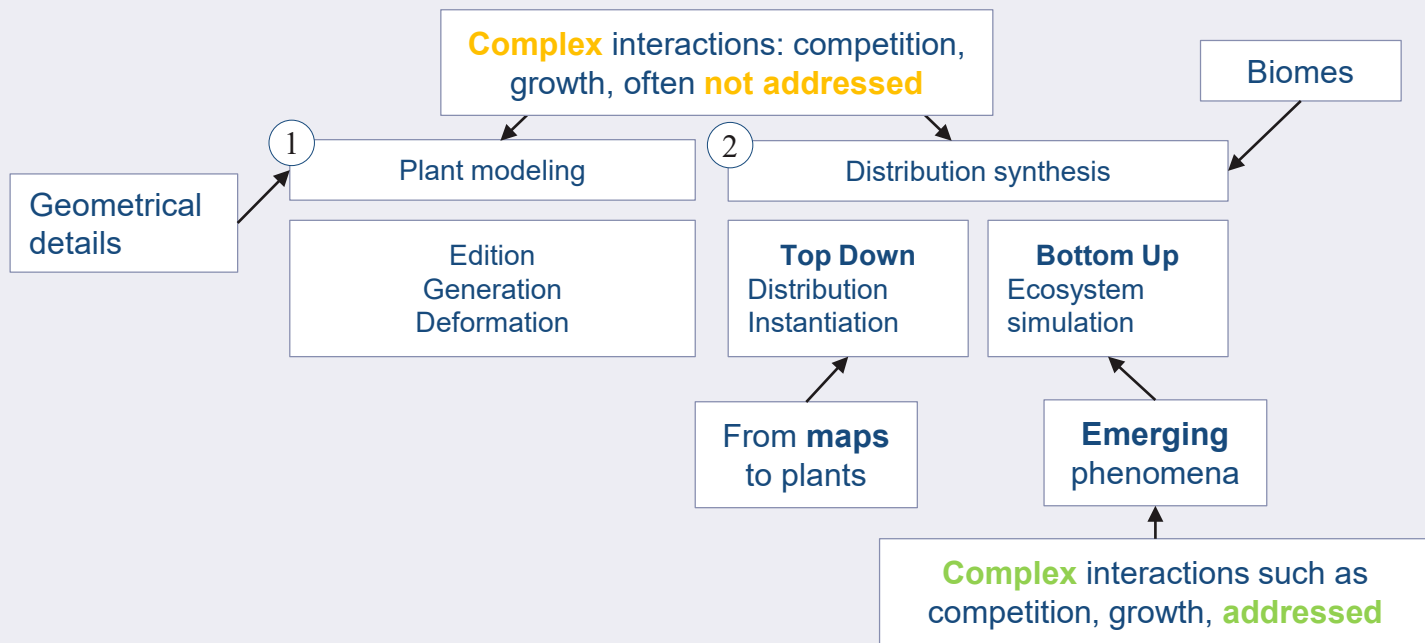 Complex interactions: competition,
growth, often not addressed
Biomes
1
Plant modeling
2
Distribution synthesis
Geometrical
details
Edition
Generation
Deformation
Top Down
Distribution
Instantiation
Bottom Up
Ecosystem
simulation
From maps
to plants
Emerging
phenomena
Complex interactions such as
competition, growth, addressed